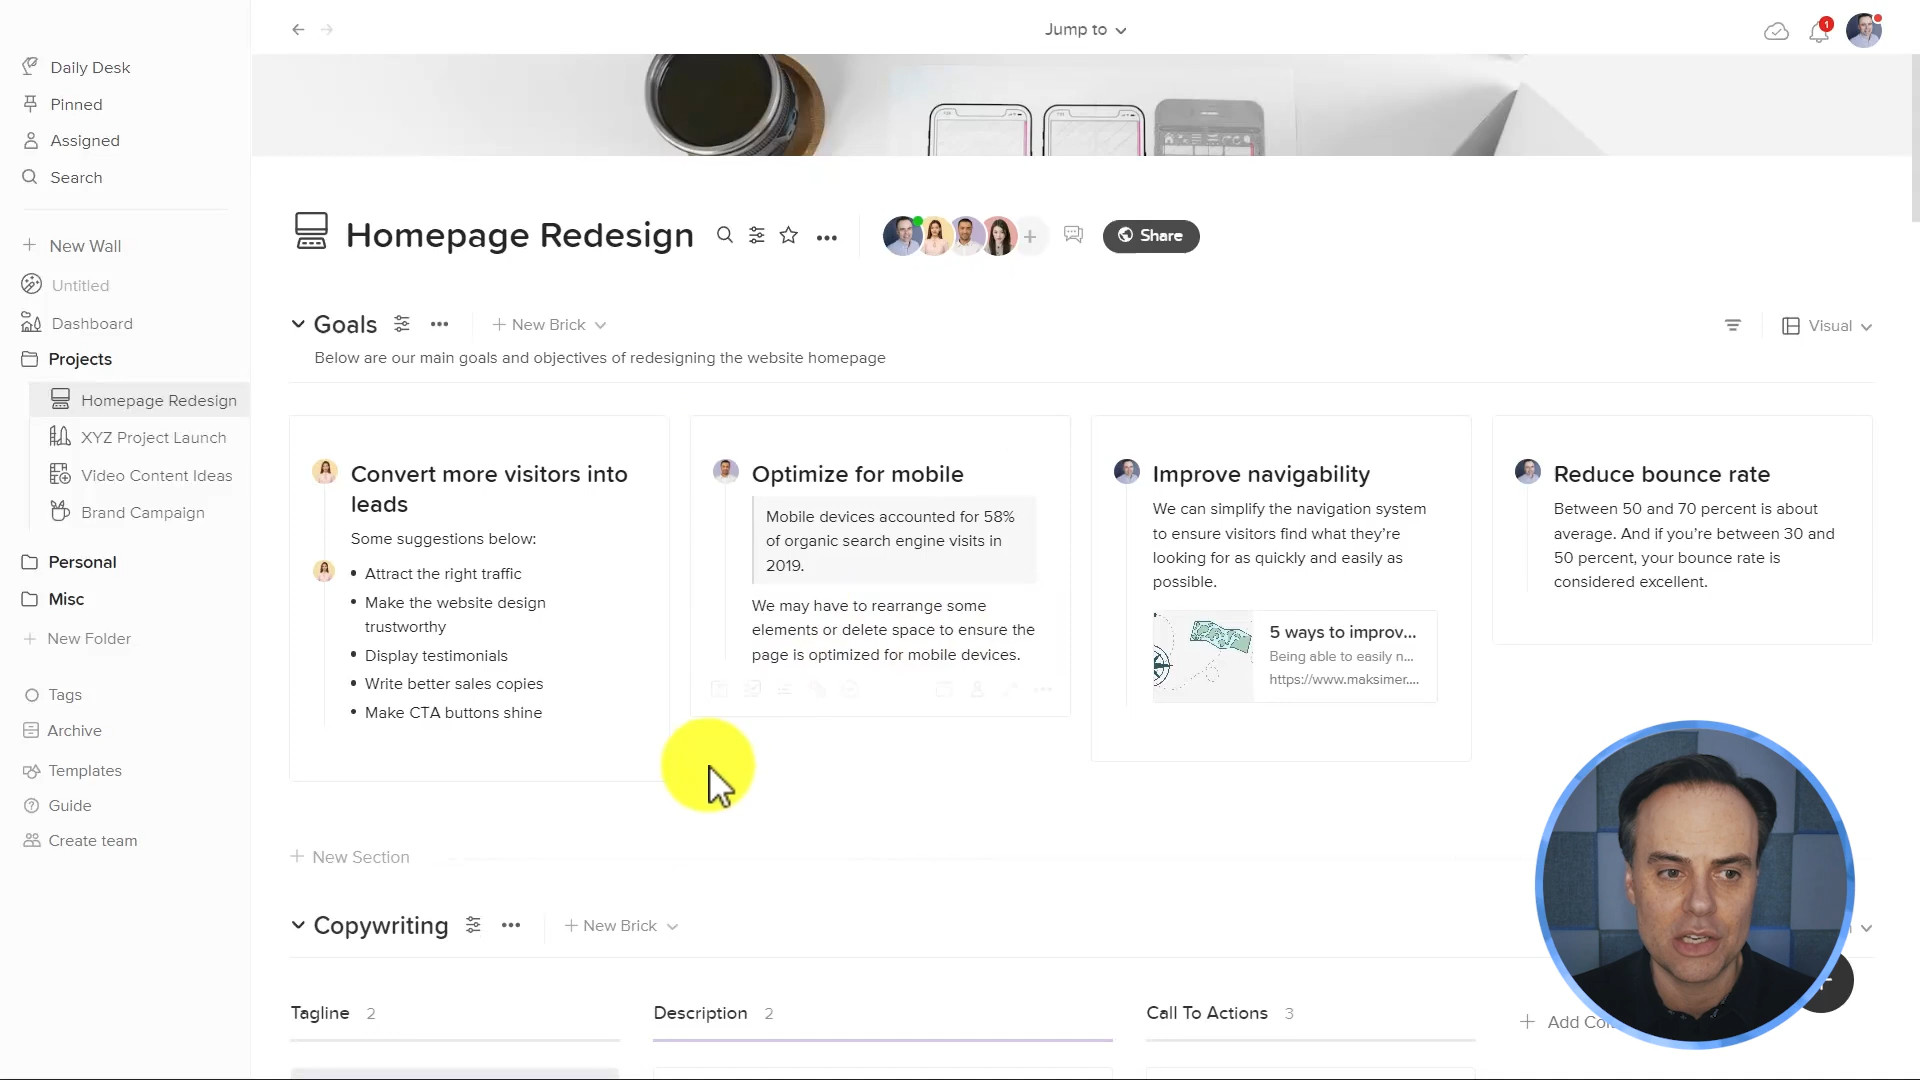 Jump to
1
Daily Desk
Pinned
Assigned
Search
New Wall
Untitled
Dashboard
Projects
Homepage Redesign
XYZ Project Launch
Video Content Ideas
Brand Campaign
Personal
Misc
New Folder
Tags
Archive
Templates
Guide
Create team
Homepage Redesign
Share
Goals
New Brick
Visual
Below are our main goals and objectives of redesigning the website homepage
Convert more visitors into
leads
Some suggestions below:
• Attract the right traffic
• Make the website design
trustworthy
• Display testimonials
• Write better sales copies
• Make CTA buttons shine
Optimize for mobile
Mobile devices accounted for 58%
of organic search engine visits in
2019.
We may have to rearrange some
elements or delete space to ensure the
page is optimized for mobile devices.
Improve navigability
We can simplify the navigation system
to ensure visitors find what they're
looking for as quickly and easily as
possible.
5 ways to improv...
Being able to easily n...
https://www.maksimer....
Reduce bounce rate
Between 50 and 70 percent is about
average. And if you're between 30 and
50 percent, your bounce rate is
considered excellent.
New Section
Copywriting
New Brick
Tagline 2
Description 2
Call To Actions 3
Add